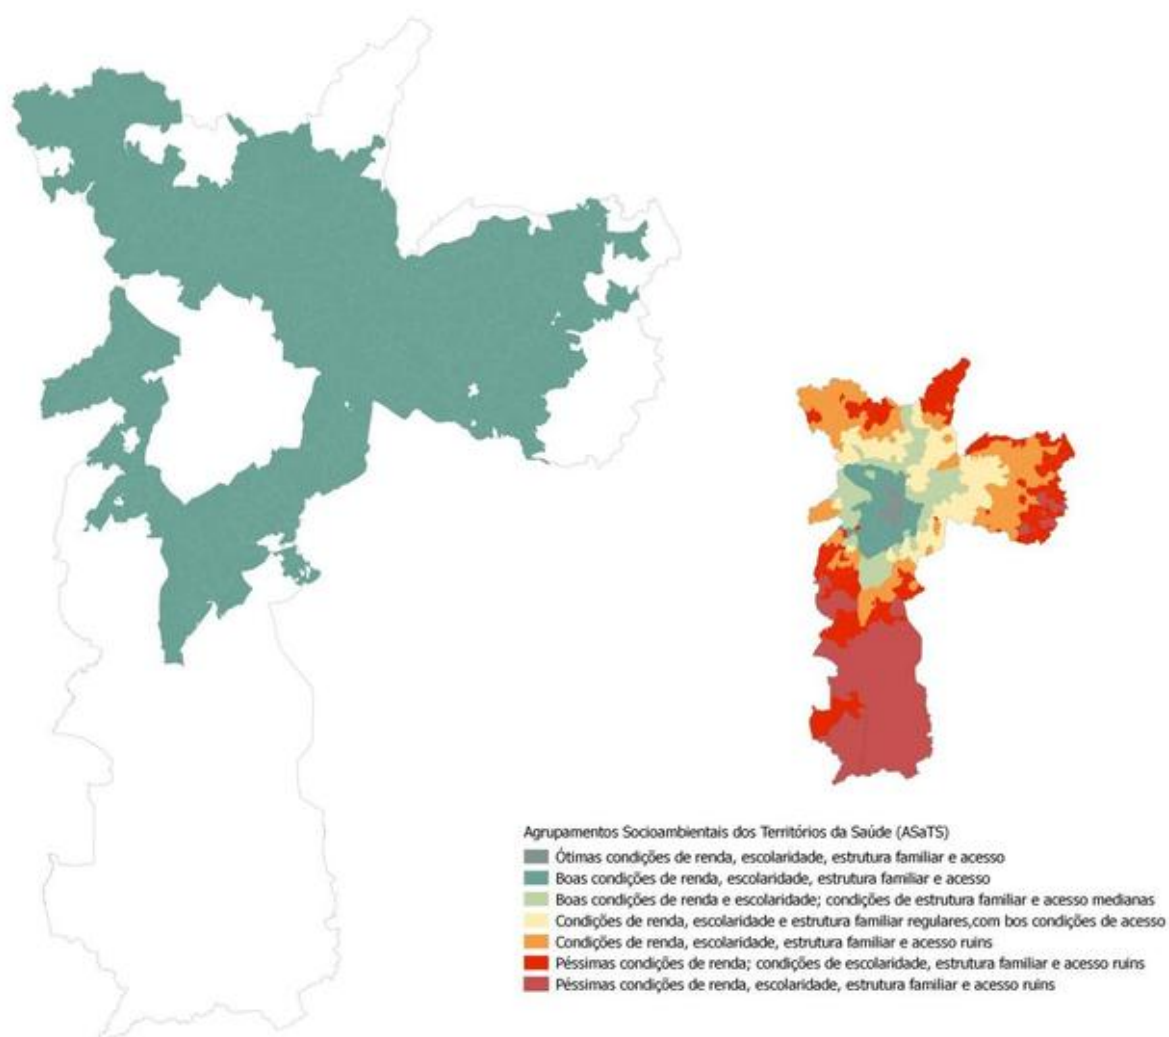 Agrupamentos Socioambientais dos Territórios da Saúde (ASaTS)
Ótimas condições de renda, escolaridade, estrutura familiar e acesso
Boas condições de renda, escolaridade, estrutura familiar e acesso
Boas condições de renda e escolaridade; condições de estrutura familiar e acesso medianas
Condições de renda, escolaridade e estrutura familiar regulares,com bos condições de acesso
Condições de renda, escolaridade, estrutura familiar e acesso ruins
Péssimas condições de renda; condições de escolaridade, estrutura familiar e acesso ruins
Péssimas condições de renda, escolaridade, estrutura familiar e acesso ruins